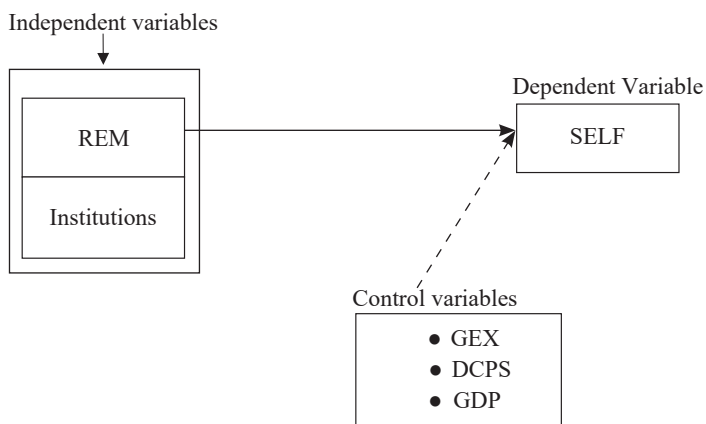 Independent variables
REM
Institutions
Dependent Variable
SELF
Control variables
● GEX
● DCPS
● GDP